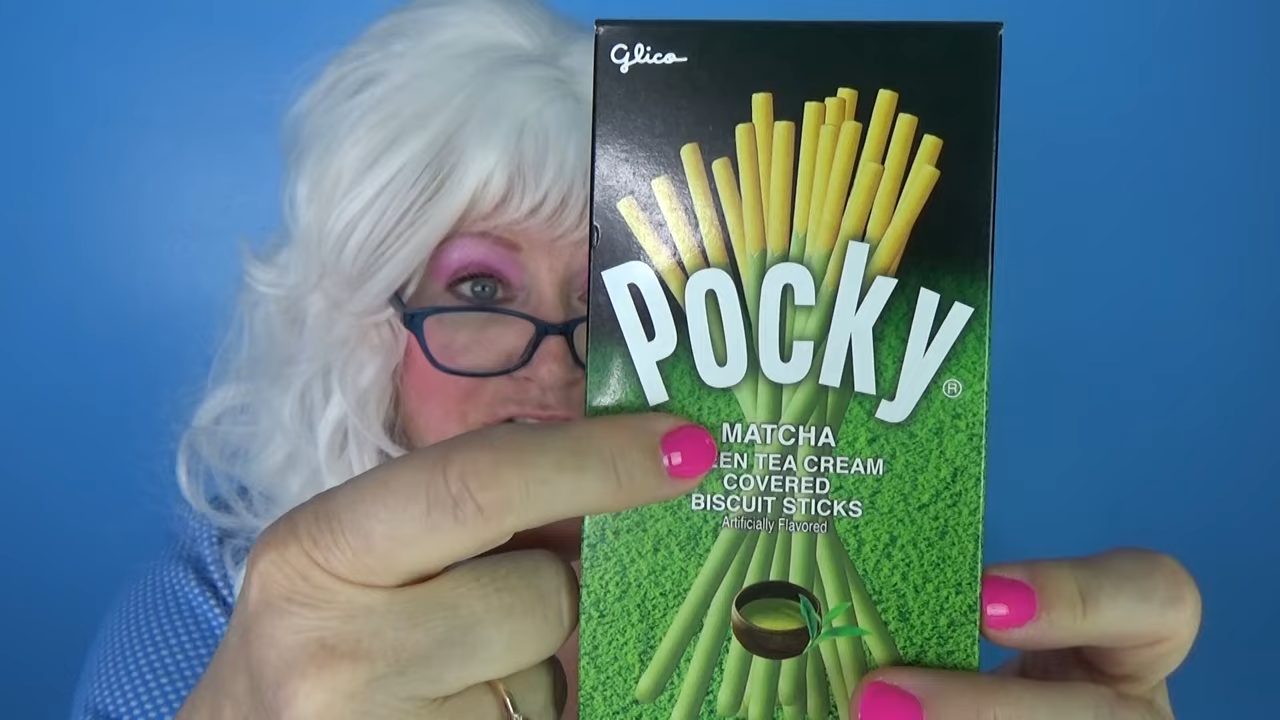 Glico
Pocky
®
MATCHA
EEN TEA CREAM
COVERED
BISCUIT STICKS
Artificially Flavored